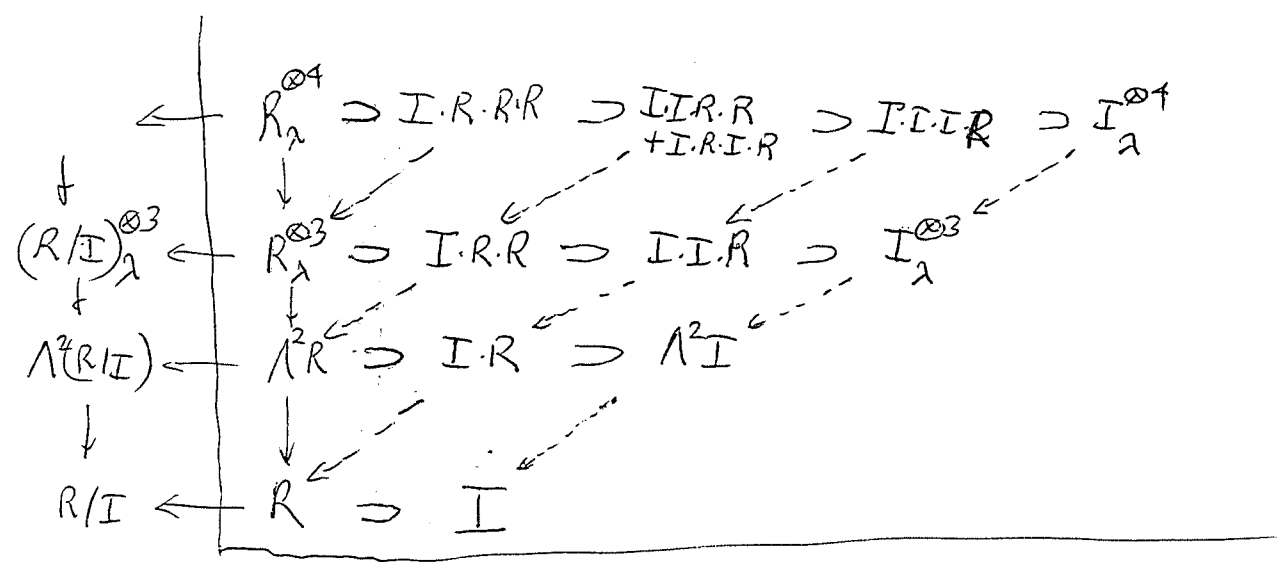 ← R_λ^{⊗4} ⊃ I·R·R·R ⊃ I·I·R·R + I·R·I·R ⊃ I·I·I·R ⊃ I_λ^{⊗4}
(R/I)_λ^{⊗3} ← R_λ^{⊗3} ⊃ I·R·R ⊃ I·I·R ⊃ I_λ^{⊗3}
Λ²(R/I) ← Λ²R ⊃ I·R ⊃ Λ²I
R/I ← R ⊃ I